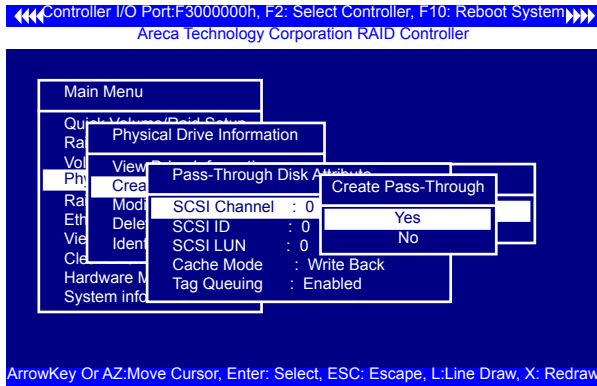 Controller I/O Port:F3000000h, F2: Select Controller, F10: Reboot System
Areca Technology Corporation RAID Controller
Main Menu
Physical Drive Information
View
Pass-Through Disk Attribute
Create Pass-Through
Yes
No
SCSI Channel : 0
SCSI ID : 0
SCSI LUN : 0
Cache Mode : Write Back
Tag Queuing : Enabled
Hardware M
System info
ArrowKey Or AZ:Move Cursor, Enter: Select, ESC: Escape, L:Line Draw, X: Redraw